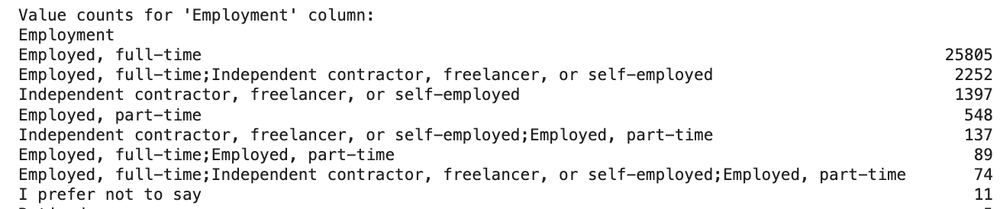 Value counts for 'Employment' column:
Employment
Employed, full-time 25805
Employed, full-time;Independent contractor, freelancer, or self-employed 2252
Independent contractor, freelancer, or self-employed 1397
Employed, part-time 548
Independent contractor, freelancer, or self-employed;Employed, part-time 137
Employed, full-time;Employed, part-time 89
Employed, full-time;Independent contractor, freelancer, or self-employed;Employed, part-time 74
I prefer not to say 11